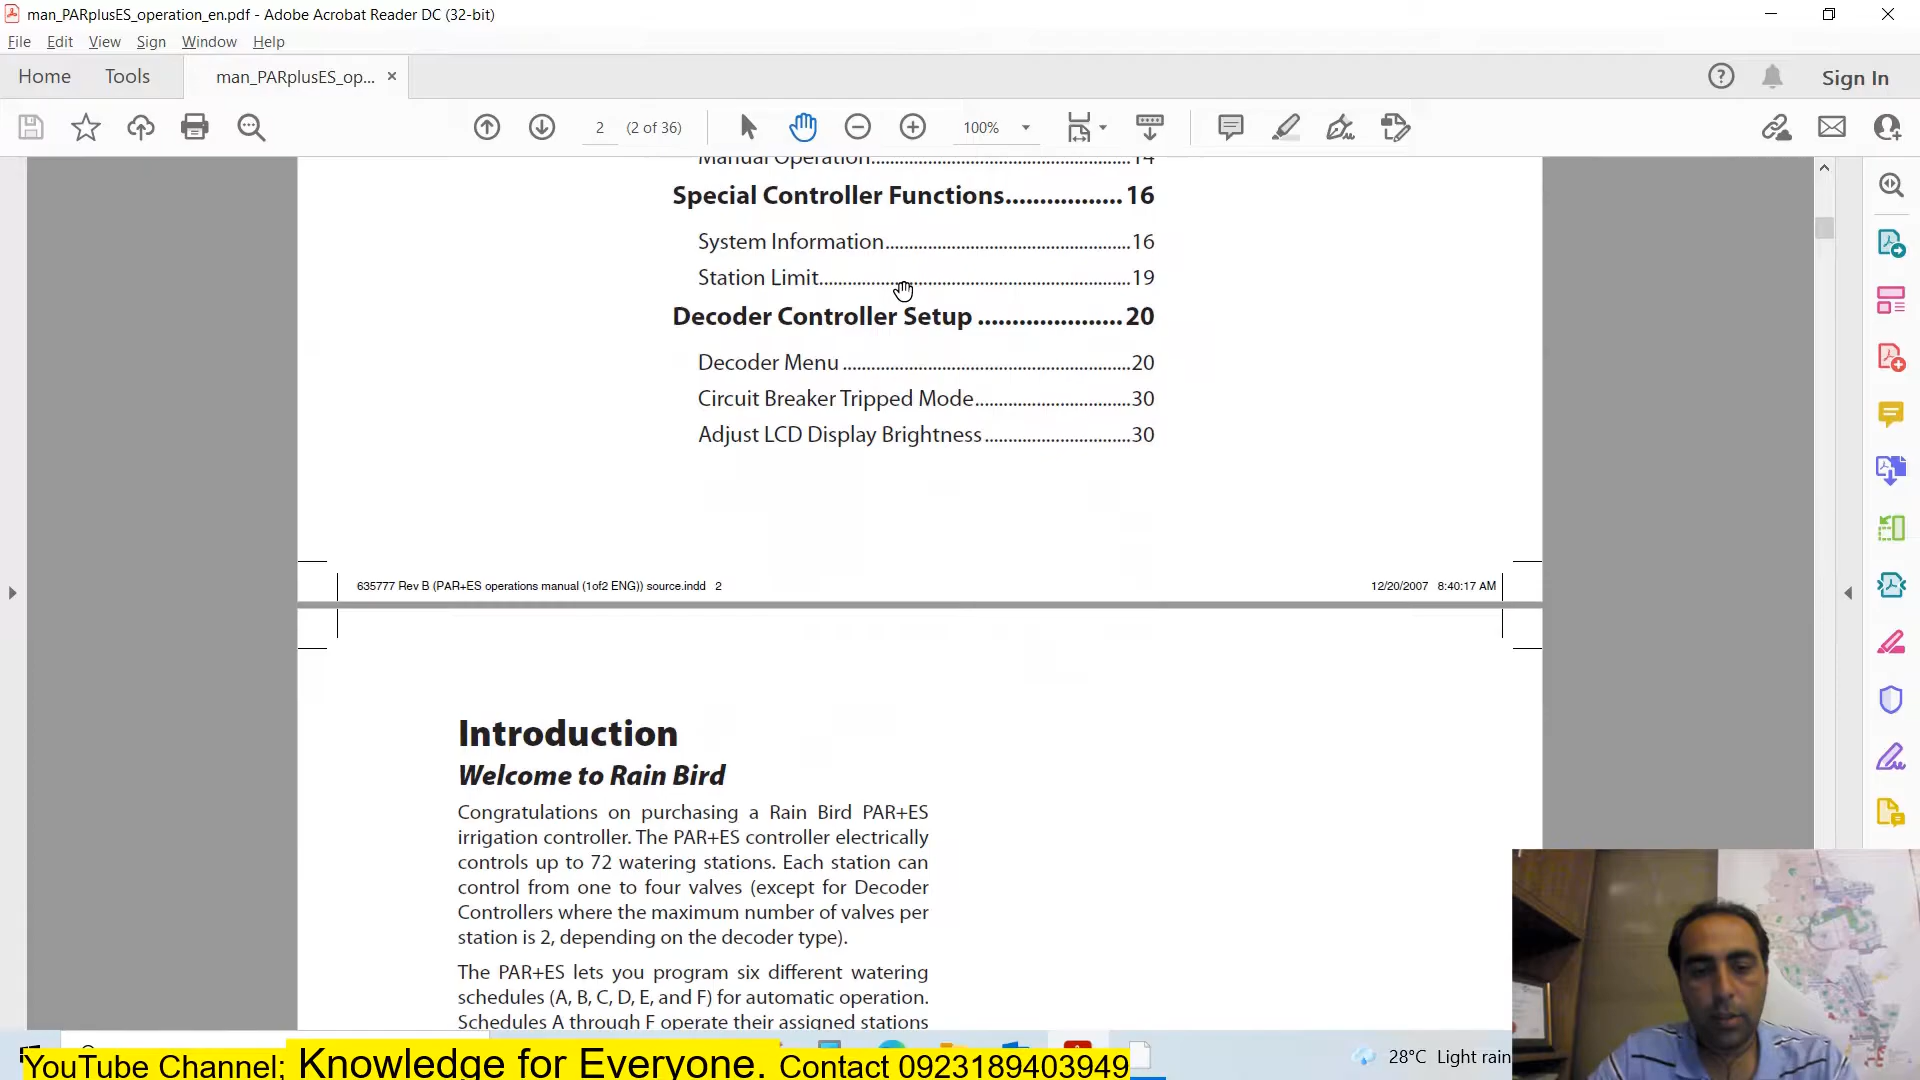 man_PARplusES_operation_en.pdf - Adobe Acrobat Reader DC (32-bit)
File Edit View Sign Window Help
Home Tools man_PARplusES_op... × Sign In
2 (2 of 36) 100%
Manual Operation..............................................................14
Special Controller Functions.................16
System Information....................................................16
Station Limit..................................................................19
Decoder Controller Setup .....................20
Decoder Menu .............................................................20
Circuit Breaker Tripped Mode.................................30
Adjust LCD Display Brightness...............................30
635777 Rev B (PAR+ES operations manual (1of2 ENG)) source.indd 2 12/20/2007 8:40:17 AM
Introduction
Welcome to Rain Bird
Congratulations on purchasing a Rain Bird PAR+ES
irrigation controller. The PAR+ES controller electrically
controls up to 72 watering stations. Each station can
control from one to four valves (except for Decoder
Controllers where the maximum number of valves per
station is 2, depending on the decoder type).
The PAR+ES lets you program six different watering
schedules (A, B, C, D, E, and F) for automatic operation.
Schedules A through F operate their assigned stations
28°C Light rain
YouTube Channel; Knowledge for Everyone. Contact 0923189403949